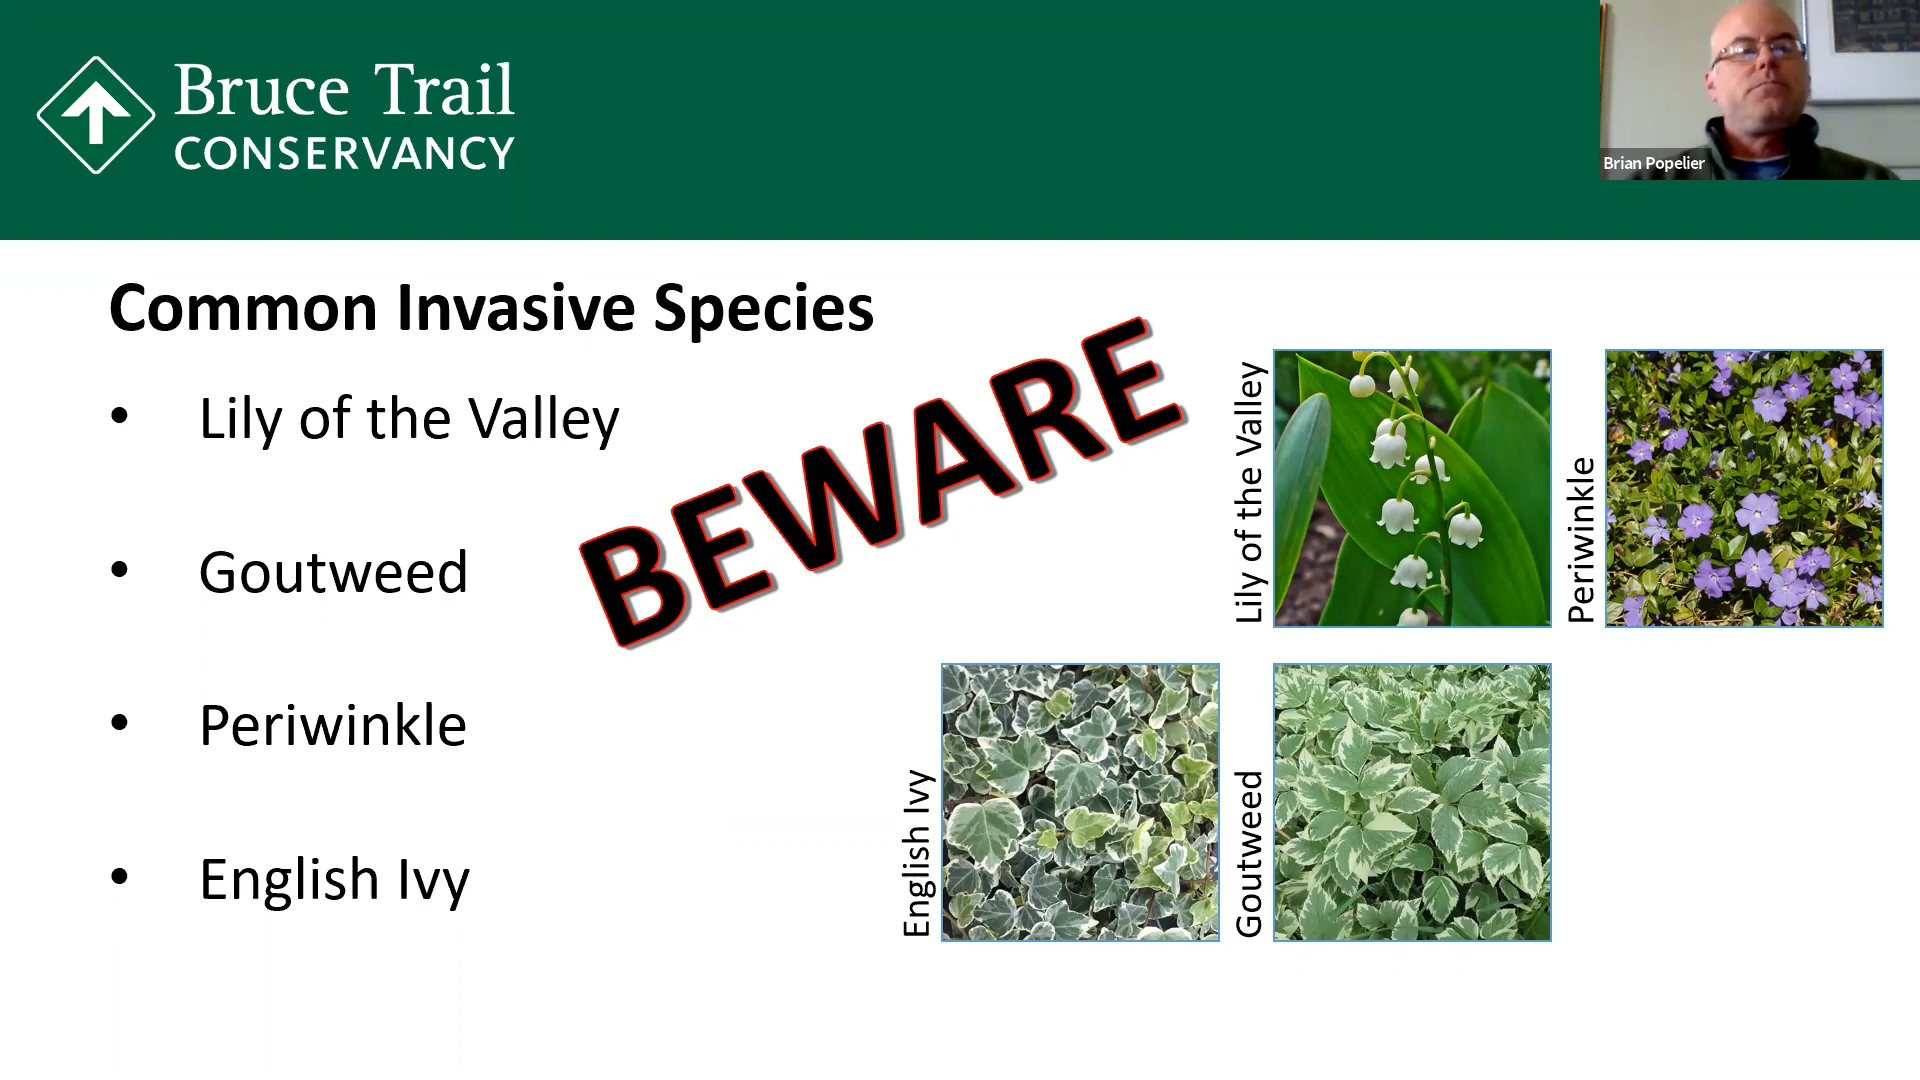 Bruce Trail
CONSERVANCY
Brian Popelier
Common Invasive Species
• Lily of the Valley
• Goutweed
• Periwinkle
• English Ivy
BEWARE
Lily of the Valley
Periwinkle
English Ivy
Goutweed